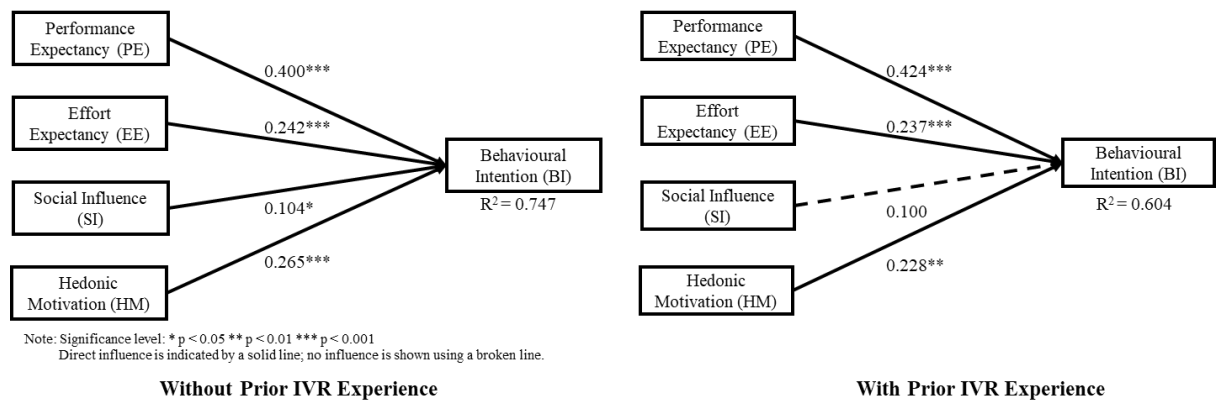 Performance
Expectancy (PE)
0.400***
Effort
Expectancy (EE)
0.242***
Behavioural
Intention (BI)
R² = 0.747
Social Influence
(SI)
0.104*
0.265***
Hedonic
Motivation (HM)
Note: Significance level: * p < 0.05 ** p < 0.01 *** p < 0.001
Direct influence is indicated by a solid line; no influence is shown using a broken line.
Without Prior IVR Experience
Performance
Expectancy (PE)
0.424***
Effort
Expectancy (EE)
0.237***
Behavioural
Intention (BI)
R² = 0.604
Social Influence
(SI)
0.100
0.228**
Hedonic
Motivation (HM)
With Prior IVR Experience